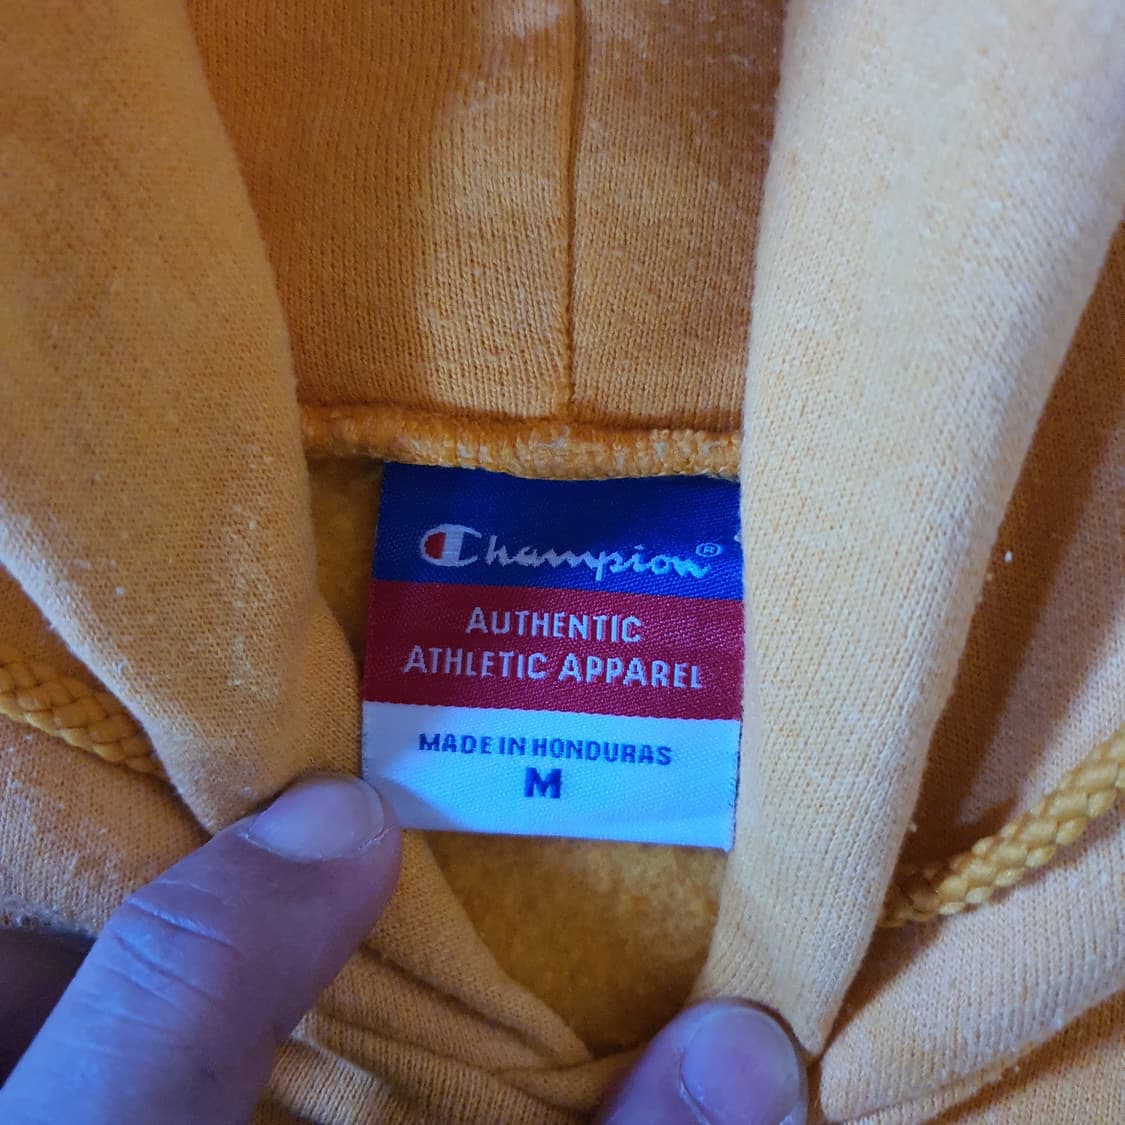 Champion®
AUTHENTIC
ATHLETIC APPAREL
MADE IN HONDURAS
M